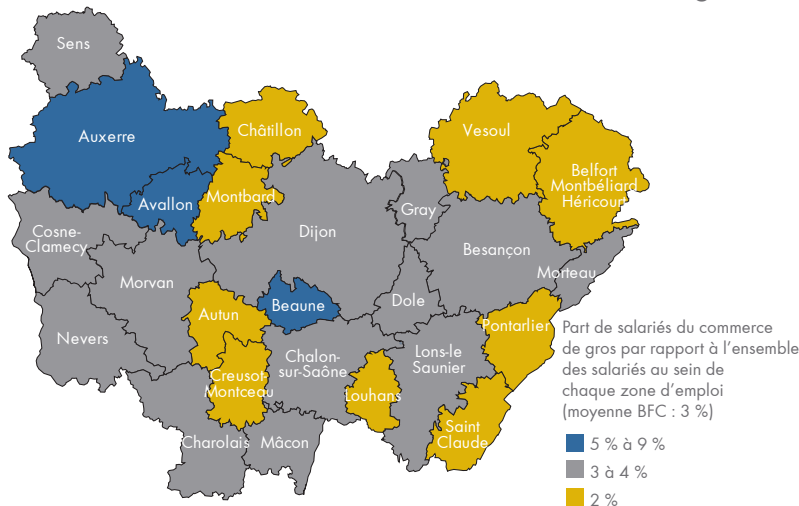 Sens
Auxerre
Châtillon
Vesoul
Belfort
Montbéliard
Héricourt
Avallon
Montbard
Gray
Cosne-
Clamecy
Dijon
Besançon
Morteau
Morvan
Dole
Beaune
Autun
Nevers
Pontarlier
Chalon-
sur-Saône
Lons-le
Saunier
Creusot-
Montceau
Louhans
Saint
Claude
Charolais
Mâcon
Part de salariés du commerce
de gros par rapport à l’ensemble
des salariés au sein de
chaque zone d’emploi
(moyenne BFC : 3 %)
5 % à 9 %
3 à 4 %
2 %